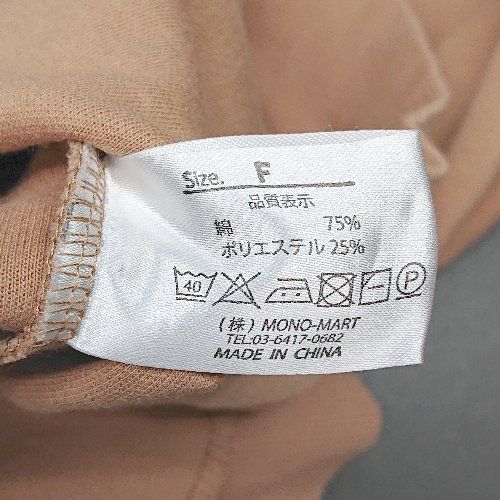 Size. F
品質表示
綿 75%
ポリエステル 25%
40 P
(株) MONO-MART
TEL:03-6417-0682
MADE IN CHINA